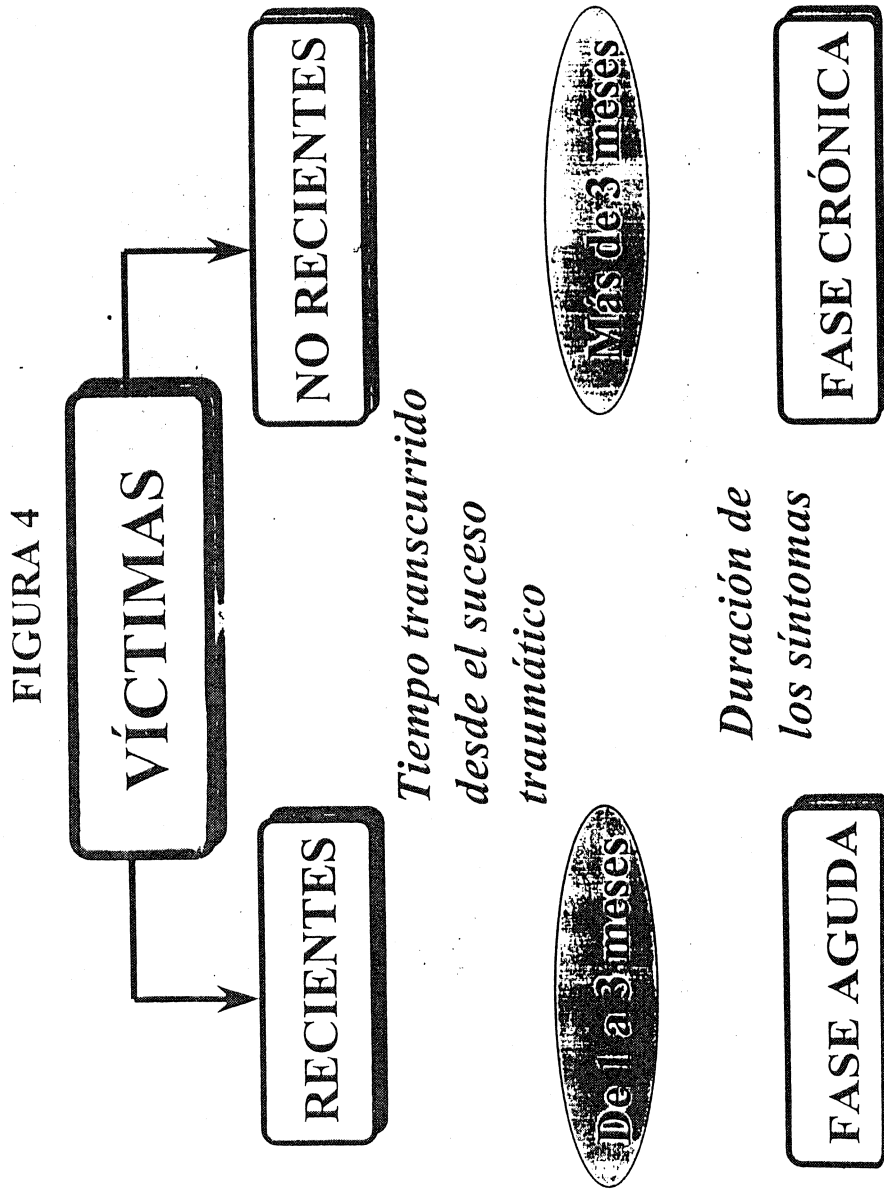 FIGURA 4
VÍCTIMAS
RECIENTES
NO RECIENTES
Tiempo transcurrido
desde el suceso
traumático
De 1 a 3 meses
Más de 3 meses
Duración de
los síntomas
FASE AGUDA
FASE CRÓNICA